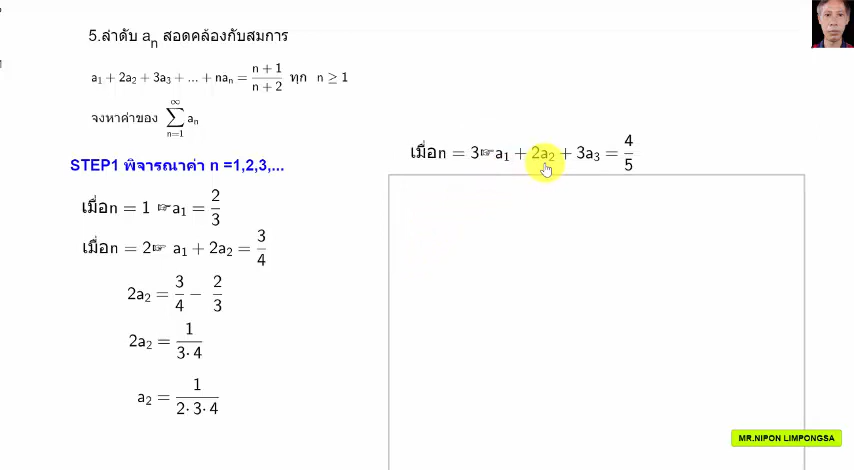 5.ลำดับ aₙ สอดคล้องกับสมการ
a₁ + 2a₂ + 3a₃ + ... + naₙ = (n + 1)/(n + 2) ทุก n ≥ 1
จงหาค่าของ ∑_{n=1}^{∞} aₙ
STEP1 พิจารณาค่า n =1,2,3,...
เมื่อn = 1 ☞a₁ = 2/3
เมื่อn = 2☞ a₁ + 2a₂ = 3/4
2a₂ = 3/4 − 2/3
2a₂ = 1/(3·4)
a₂ = 1/(2·3·4)
เมื่อn = 3☞a₁ + 2a₂ + 3a₃ = 4/5
MR.NIPON LIMPONGSA